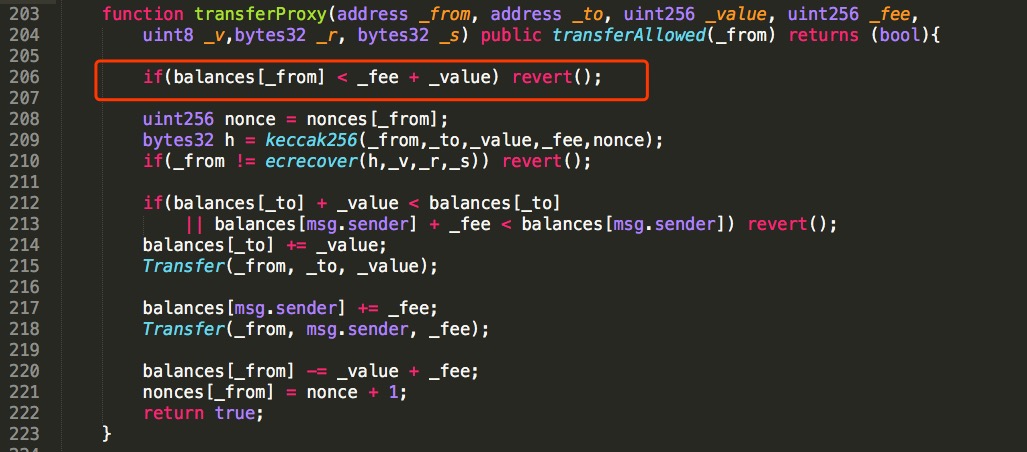 203 function transferProxy(address _from, address _to, uint256 _value, uint256 _fee,
204 uint8 _v,bytes32 _r, bytes32 _s) public transferAllowed(_from) returns (bool){
205
206 if(balances[_from] < _fee + _value) revert();
207
208 uint256 nonce = nonces[_from];
209 bytes32 h = keccak256(_from,_to,_value,_fee,nonce);
210 if(_from != ecrecover(h,_v,_r,_s)) revert();
211
212 if(balances[_to] + _value < balances[_to]
213 || balances[msg.sender] + _fee < balances[msg.sender]) revert();
214 balances[_to] += _value;
215 Transfer(_from, _to, _value);
216
217 balances[msg.sender] += _fee;
218 Transfer(_from, msg.sender, _fee);
219
220 balances[_from] -= _value + _fee;
221 nonces[_from] = nonce + 1;
222 return true;
223 }